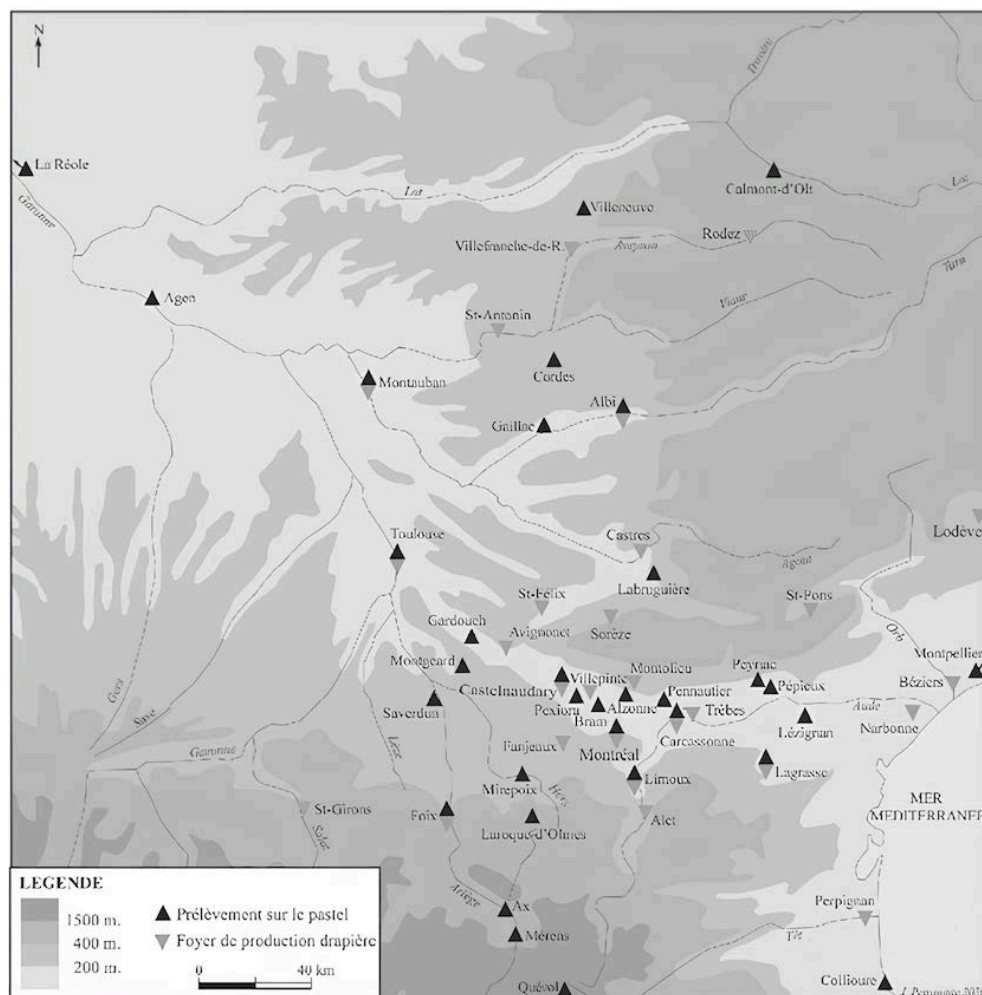 N
La Réole
Garonne
Lot
Truyère
Calmont-d'Olt
Lot
Villeneuve
Villefranche-de-R.
Aveyron
Rodez
Tarn
Agen
St-Antonin
Viaur
Cordes
Montauban
Albi
Gaillac
Toulouse
Castres
Agout
Lodève
Labruguière
St-Félix
St-Pons
Gardouch
Avignonet
Sorèze
Orb
Montgeard
Villepinte
Montolieu
Peyriac
Montpellier
Castelnaudary
Pennautier
Pépieux
Béziers
Saverdun
Pexiora
Alzonne
Trèbes
Aude
Gers
Save
Bram
Lézignan
Narbonne
Garonne
Lèze
Fanjeaux
Montréal
Carcassonne
Mirepoix
Hers
Limoux
Lagrasse
St-Girons
Salat
Foix
Laroque-d'Olmes
Alet
MER
MEDITERRANEE
LEGENDE
1500 m.
400 m.
200 m.
Prélèvement sur le pastel
Foyer de production drapière
0 40 km
Ariège
Ax
Mérens
Perpignan
Têt
Quérol
Collioure